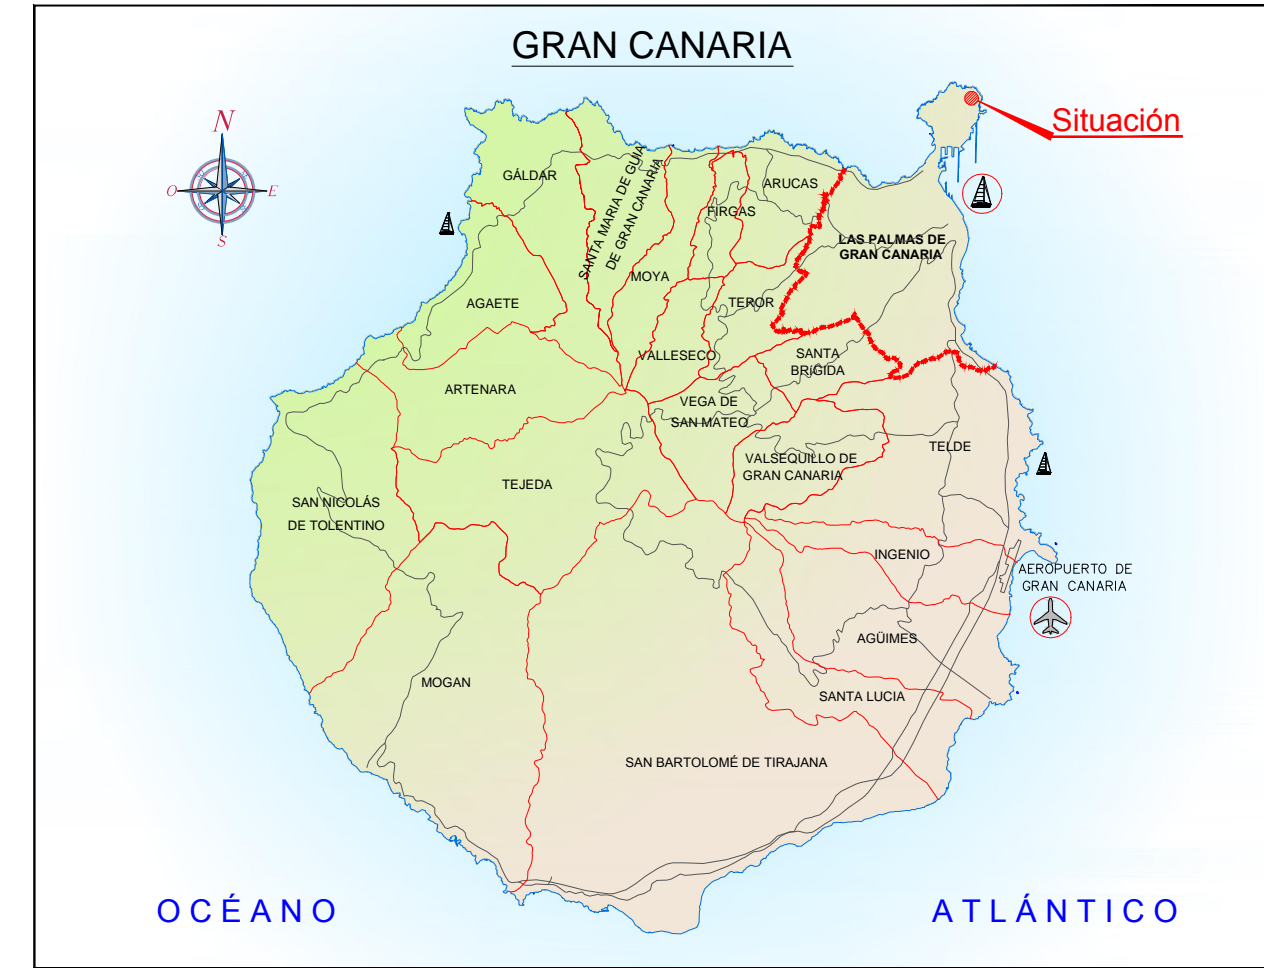 GRAN CANARIA
Situación
N
O
E
S
GÁLDAR
SANTA MARIA DE GUIA
DE GRAN CANARIA
ARUCAS
FIRGAS
LAS PALMAS DE
GRAN CANARIA
MOYA
AGAETE
TEROR
VALLESECO
SANTA
BRIGIDA
ARTENARA
VEGA DE
SAN MATEO
TELDE
VALSEQUILLO DE
GRAN CANARIA
TEJEDA
SAN NICOLÁS
DE TOLENTINO
INGENIO
AEROPUERTO DE
GRAN CANARIA
AGÜIMES
MOGAN
SANTA LUCIA
SAN BARTOLOMÉ DE TIRAJANA
OCÉANO
ATLÁNTICO